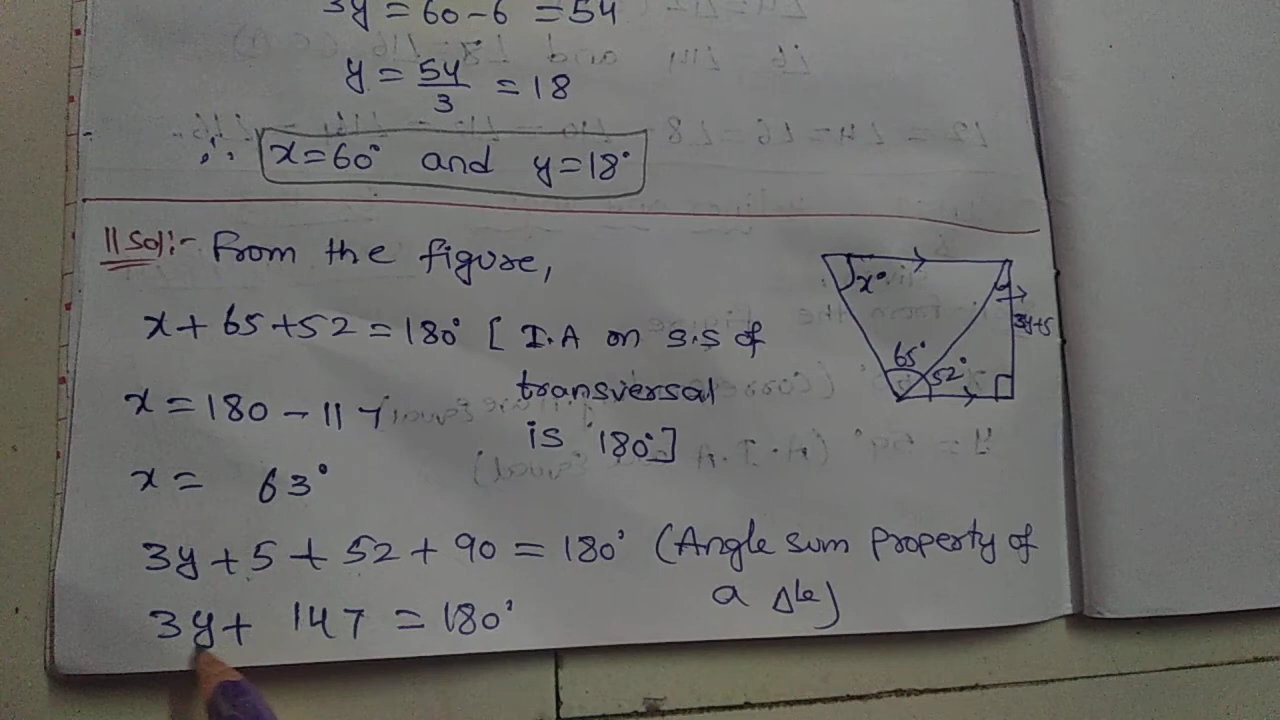 3y = 60-6 = 54
y = 54/3 = 18
∴ x=60° and y=18°
11 Sol:- From the figure,
x + 65 + 52 = 180° [ I.A on s.s of
transversal
is 180°]
x = 180 - 117
x = 63°
3y + 5 + 52 + 90 = 180° (Angle sum property of
a Δle)
3y + 147 = 180°
x°
3y+5
65°
52°